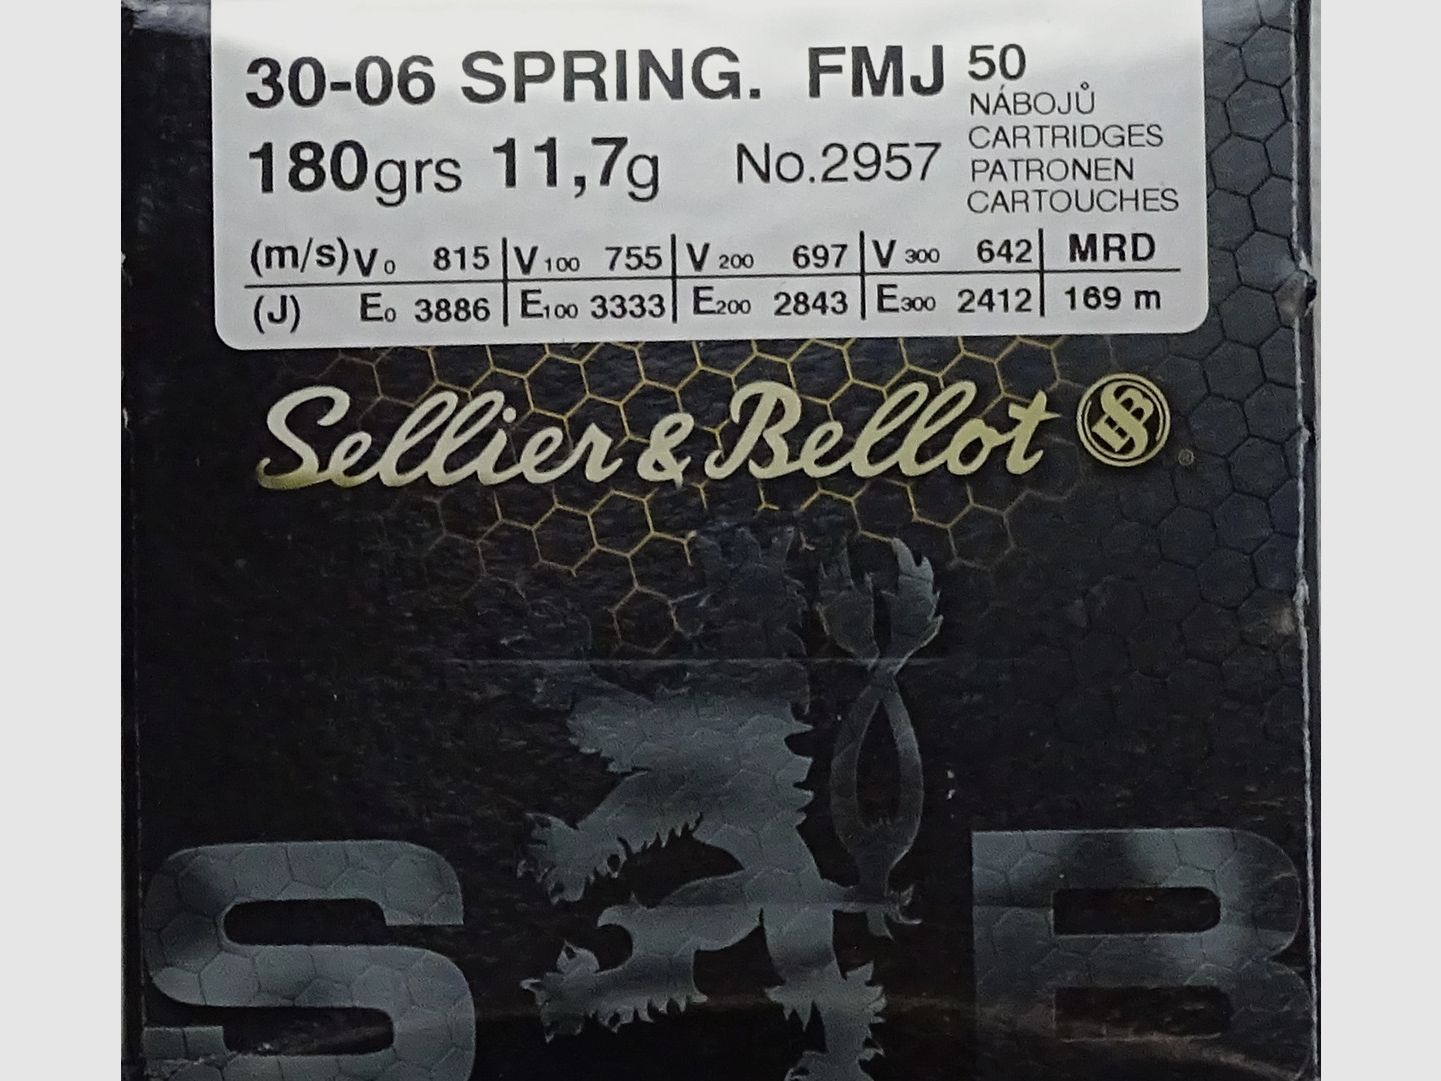 30-06 SPRING. FMJ 50
NÁBOJŮ
CARTRIDGES
PATRONEN
CARTOUCHES
180grs 11,7g No.2957
(m/s) V0 815 V100 755 V200 697 V300 642 MRD
(J) E0 3886 E100 3333 E200 2843 E300 2412 169 m
Sellier & Bellot SB ®
S B